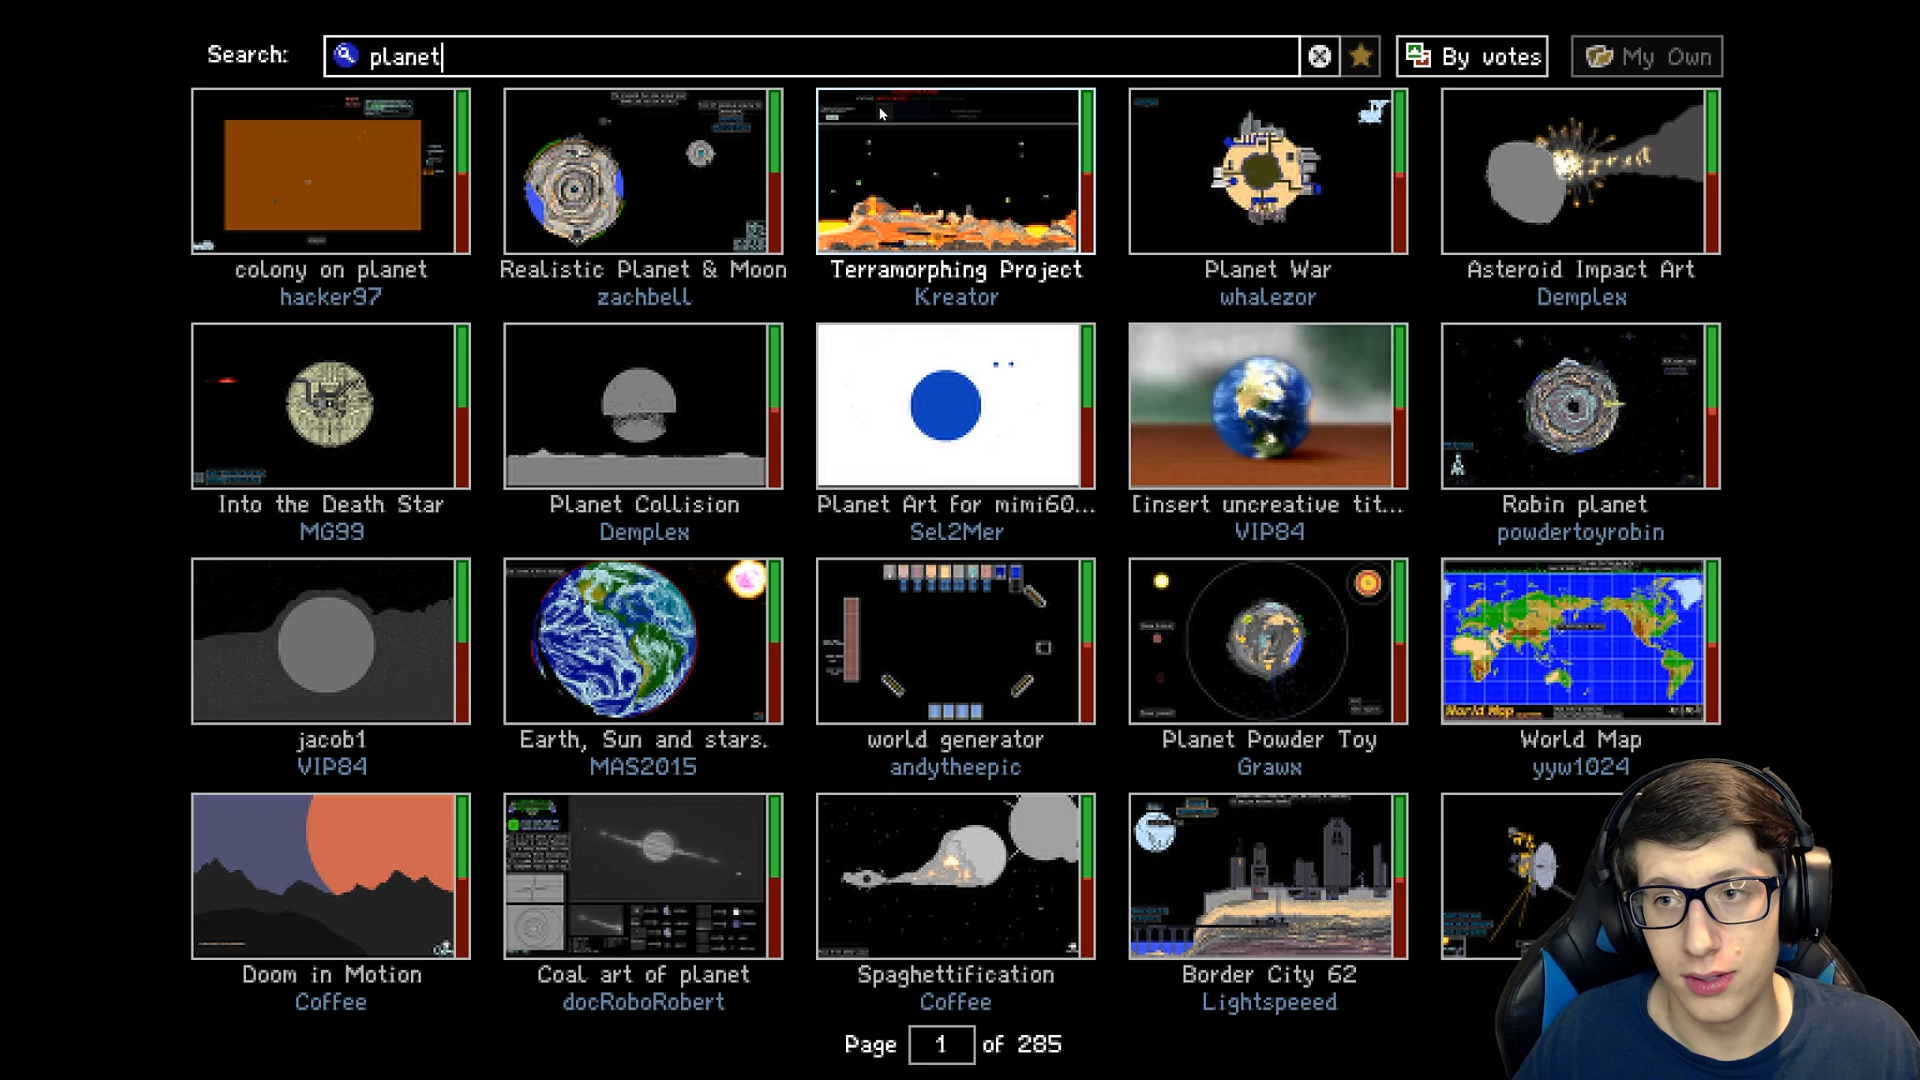 Search: planet By votes My Own
colony on planet Realistic Planet & Moon Terramorphing Project Planet War Asteroid Impact Art
hacker97 zachbell Kreator whalezor Demplex
Into the Death Star Planet Collision Planet Art for mimi60... [insert uncreative tit... Robin planet
MG99 Demplex Sel2Mer VIP84 powdertoyrobin
jacob1 Earth, Sun and stars. world generator Planet Powder Toy World Map
VIP84 MAS2015 andytheepic Grawx yyw1024
World Map
Doom in Motion Coal art of planet Spaghettification Border City 62
Coffee docRoboRobert Coffee Lightspeeed
Page 1 of 285